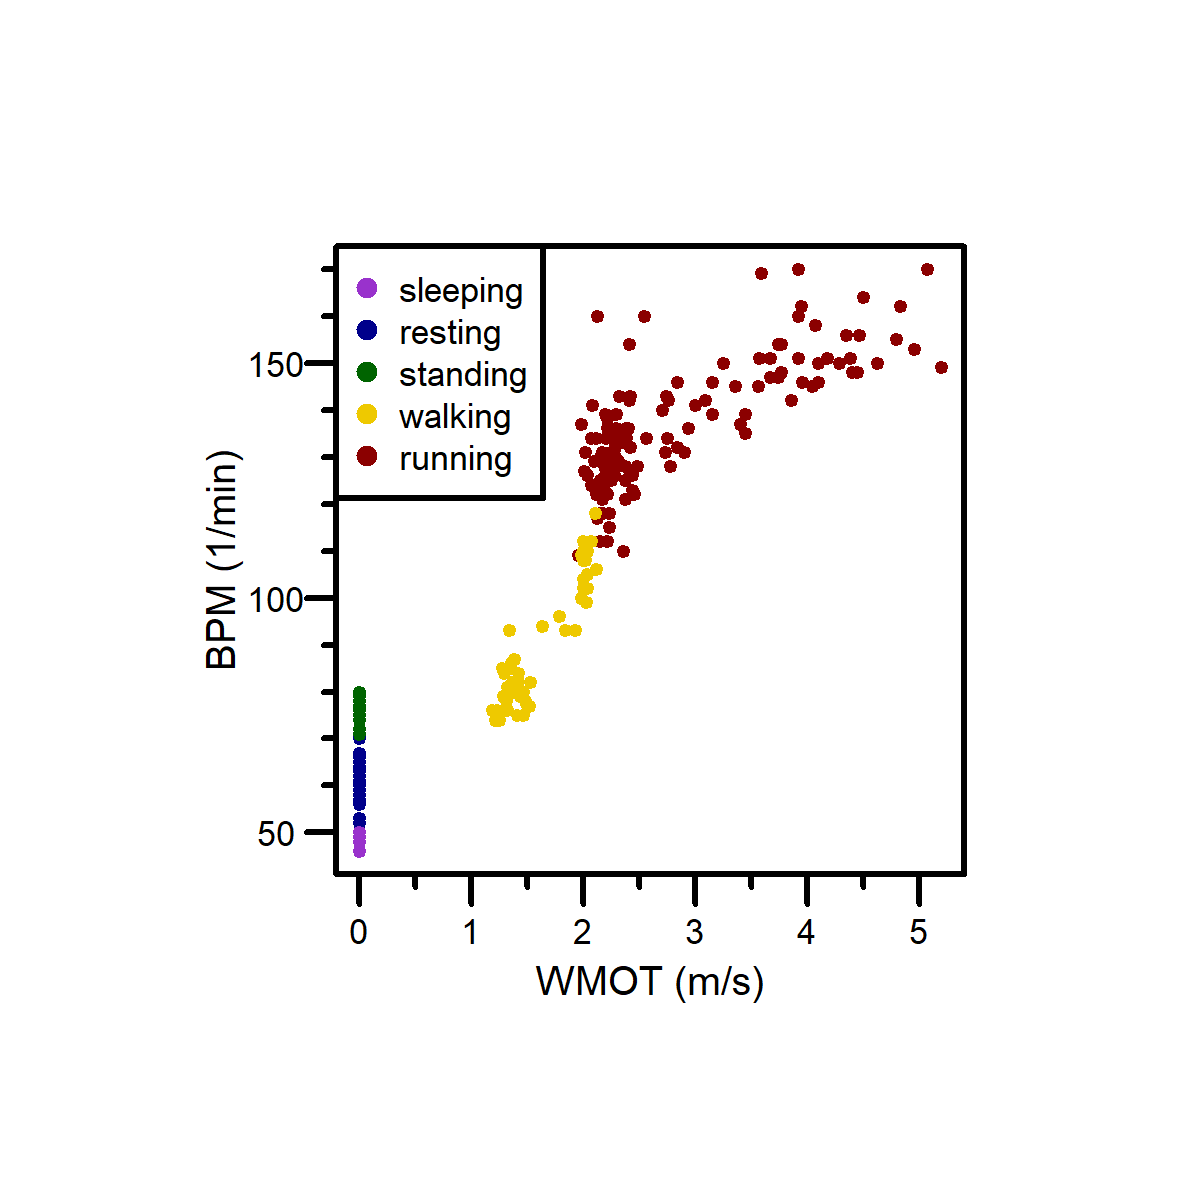 sleeping
resting
standing
walking
running
150
100
50
BPM (1/min)
0 1 2 3 4 5
WMOT (m/s)